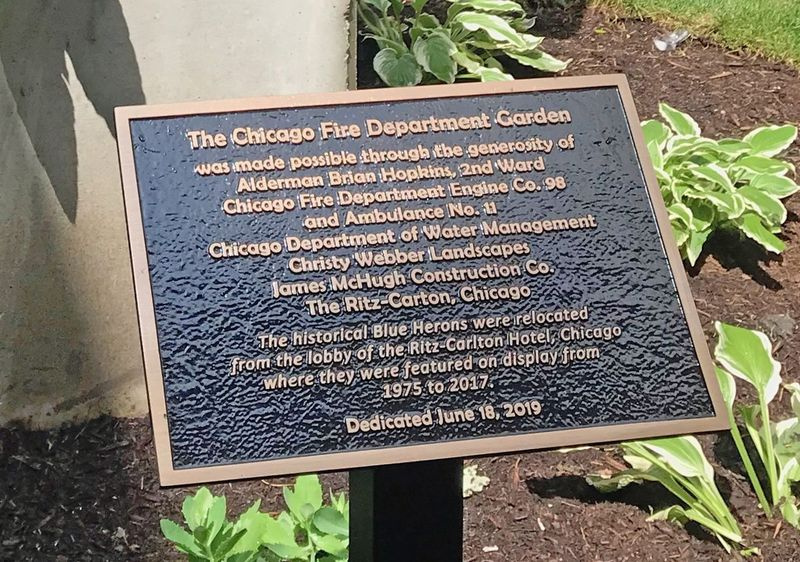 The Chicago Fire Department Garden
was made possible through the generosity of
Alderman Brian Hopkins, 2nd Ward
Chicago Fire Department Engine Co. 98
and Ambulance No. 11
Chicago Department of Water Management
Christy Webber Landscapes
James McHugh Construction Co.
The Ritz-Carlton, Chicago
The historical Blue Herons were relocated
from the lobby of the Ritz-Carlton Hotel, Chicago
where they were featured on display from
1975 to 2017.
Dedicated June 18, 2019